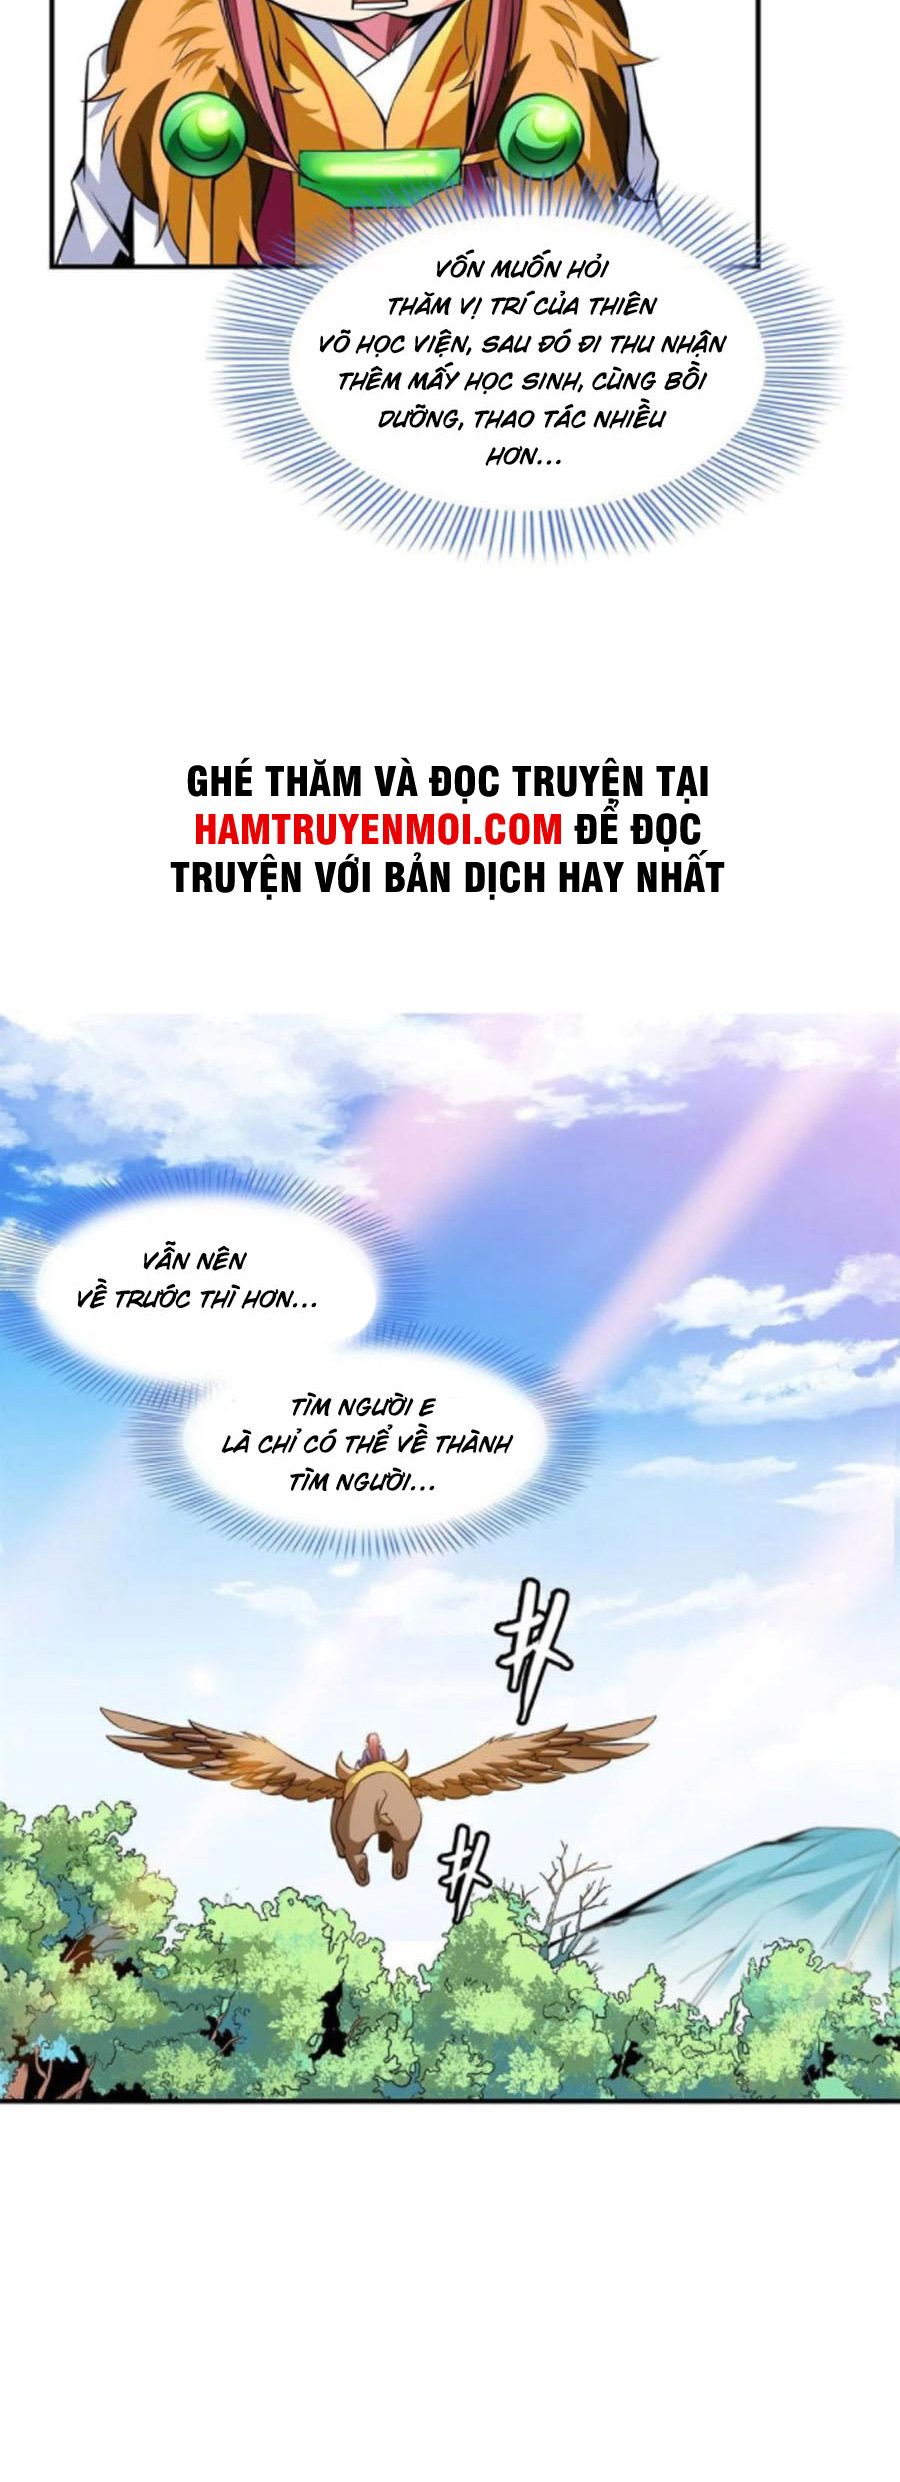 VỐN MUỐN HỎI
THĂM VỊ TRÍ CỦA THIÊN
VÕ HỌC VIỆN, SAU ĐÓ ĐI THU NHẬN
THÊM MẤY HỌC SINH, CÙNG BỒI
DƯỠNG, THAO TÁC NHIỀU
HƠN...
GHÉ THĂM VÀ ĐỌC TRUYỆN TẠI
HAMTRUYENMOI.COM ĐỂ ĐỌC
TRUYỆN VỚI BẢN DỊCH HAY NHẤT
VẪN NÊN
VỀ TRƯỚC THÌ HƠN...
TÌM NGƯỜI E
LÀ CHỈ CÓ THỂ VỀ THÀNH
TÌM NGƯỜI...